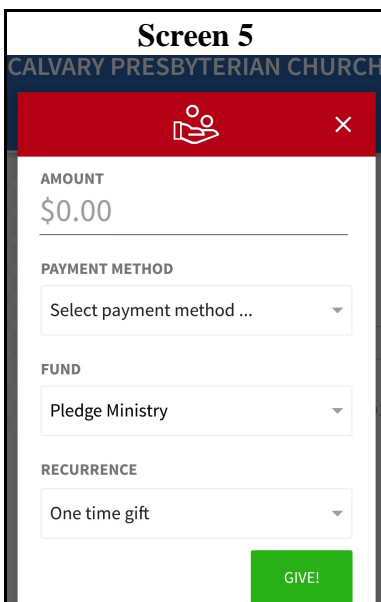 Screen 5
CALVARY PRESBYTERIAN CHURCH
AMOUNT
$0.00
PAYMENT METHOD
Select payment method ...
FUND
Pledge Ministry
RECURRENCE
One time gift
GIVE!